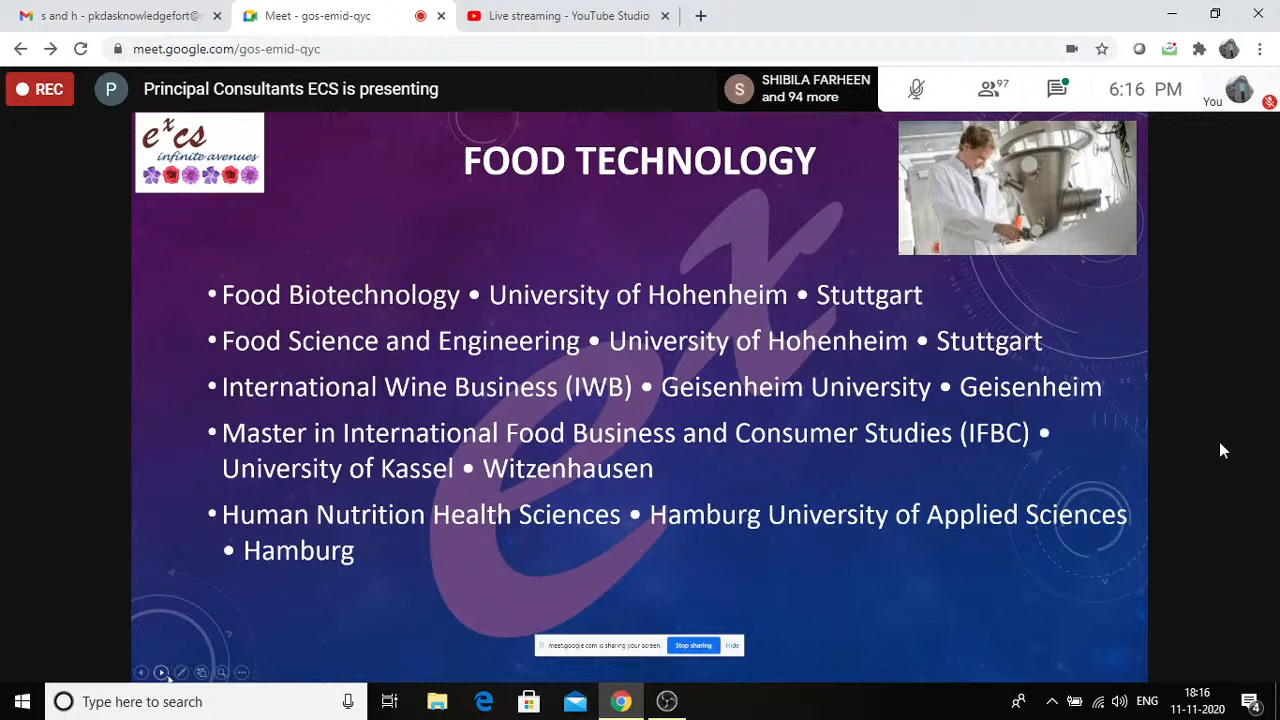 s and h - pkdasknowledgefort@
Meet - gos-emid-qyc
Live streaming - YouTube Studio
meet.google.com/gos-emid-qyc
REC
P
Principal Consultants ECS is presenting
S
SHIBILA FARHEEN
and 94 more
97
6:16 PM
You
excs
infinite avenues
FOOD TECHNOLOGY
ex
• Food Biotechnology • University of Hohenheim • Stuttgart
• Food Science and Engineering • University of Hohenheim • Stuttgart
• International Wine Business (IWB) • Geisenheim University • Geisenheim
• Master in International Food Business and Consumer Studies (IFBC) •
University of Kassel • Witzenhausen
• Human Nutrition Health Sciences • Hamburg University of Applied Sciences
• Hamburg
meet.google.com is sharing your screen.
Stop sharing
Hide
Type here to search
ENG
18:16
11-11-2020
4